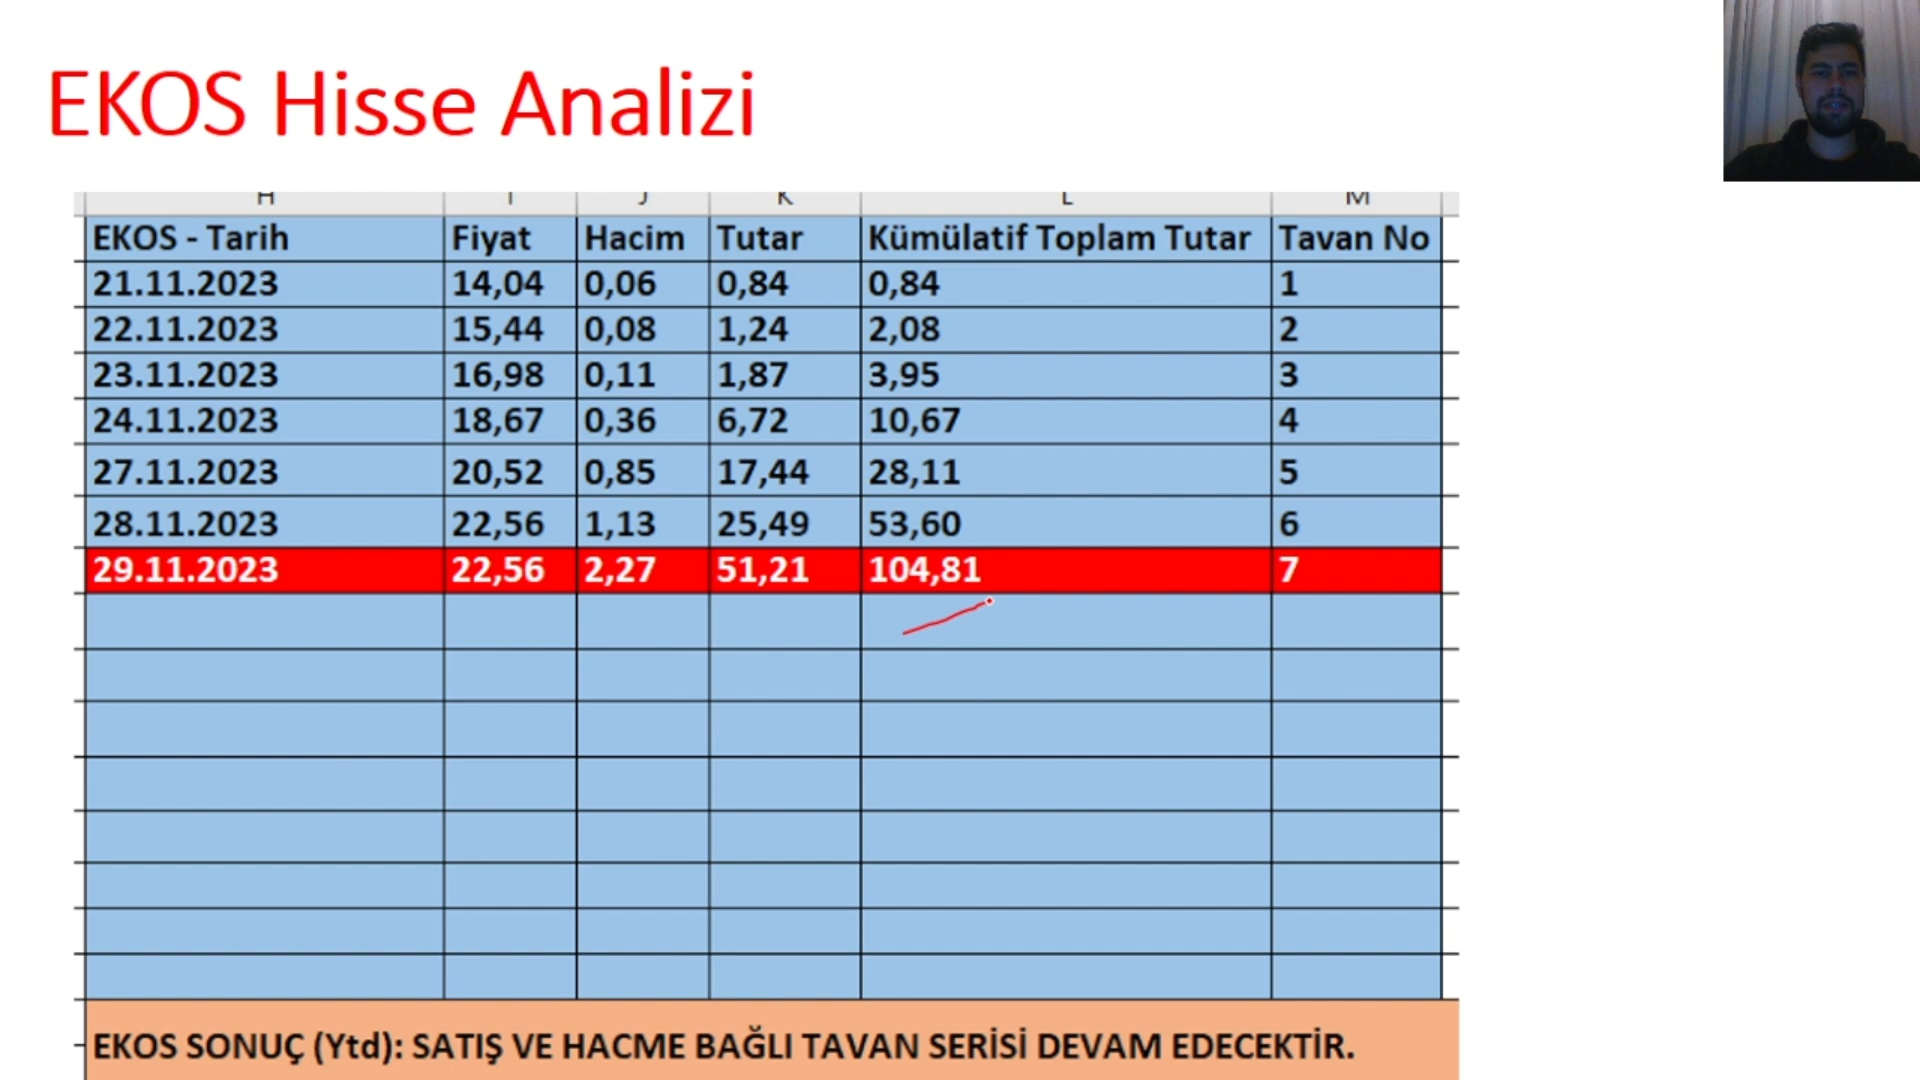 EKOS Hisse Analizi
H I J K L M
EKOS - Tarih Fiyat Hacim Tutar Kümülatif Toplam Tutar Tavan No
21.11.2023 14,04 0,06 0,84 0,84 1
22.11.2023 15,44 0,08 1,24 2,08 2
23.11.2023 16,98 0,11 1,87 3,95 3
24.11.2023 18,67 0,36 6,72 10,67 4
27.11.2023 20,52 0,85 17,44 28,11 5
28.11.2023 22,56 1,13 25,49 53,60 6
29.11.2023 22,56 2,27 51,21 104,81 7
EKOS SONUÇ (Ytd): SATIŞ VE HACME BAĞLI TAVAN SERİSİ DEVAM EDECEKTİR.